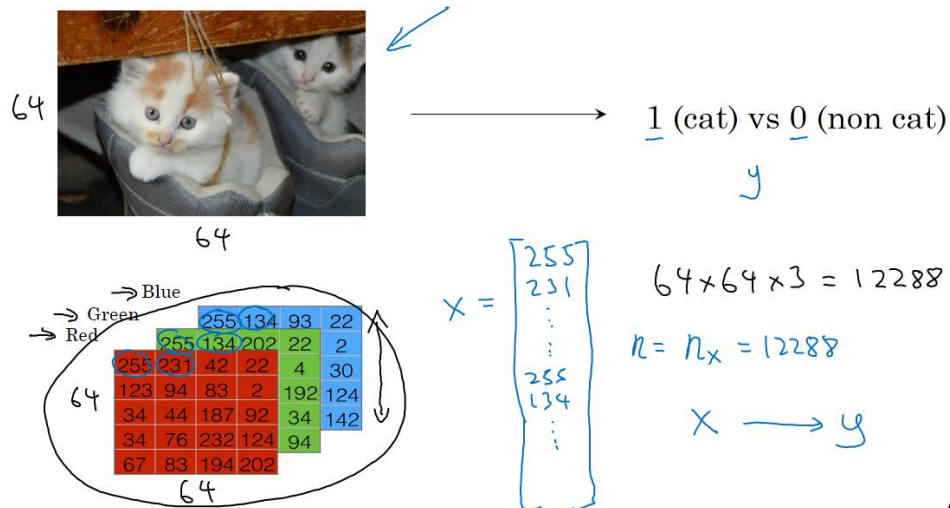 64
1 (cat) vs 0 (non cat)
64
y
→ Blue
→ Green
→ Red
255 134 93 22
255 134 202 22 2
255 231 42 22 4 30
123 94 83 2 192 124
34 44 187 92 34 142
34 76 232 124 94
67 83 194 202
64
64
x =
255
231
⋮
⋮
255
134
⋮
64×64×3 = 12288
n = nₓ = 12288
X → y